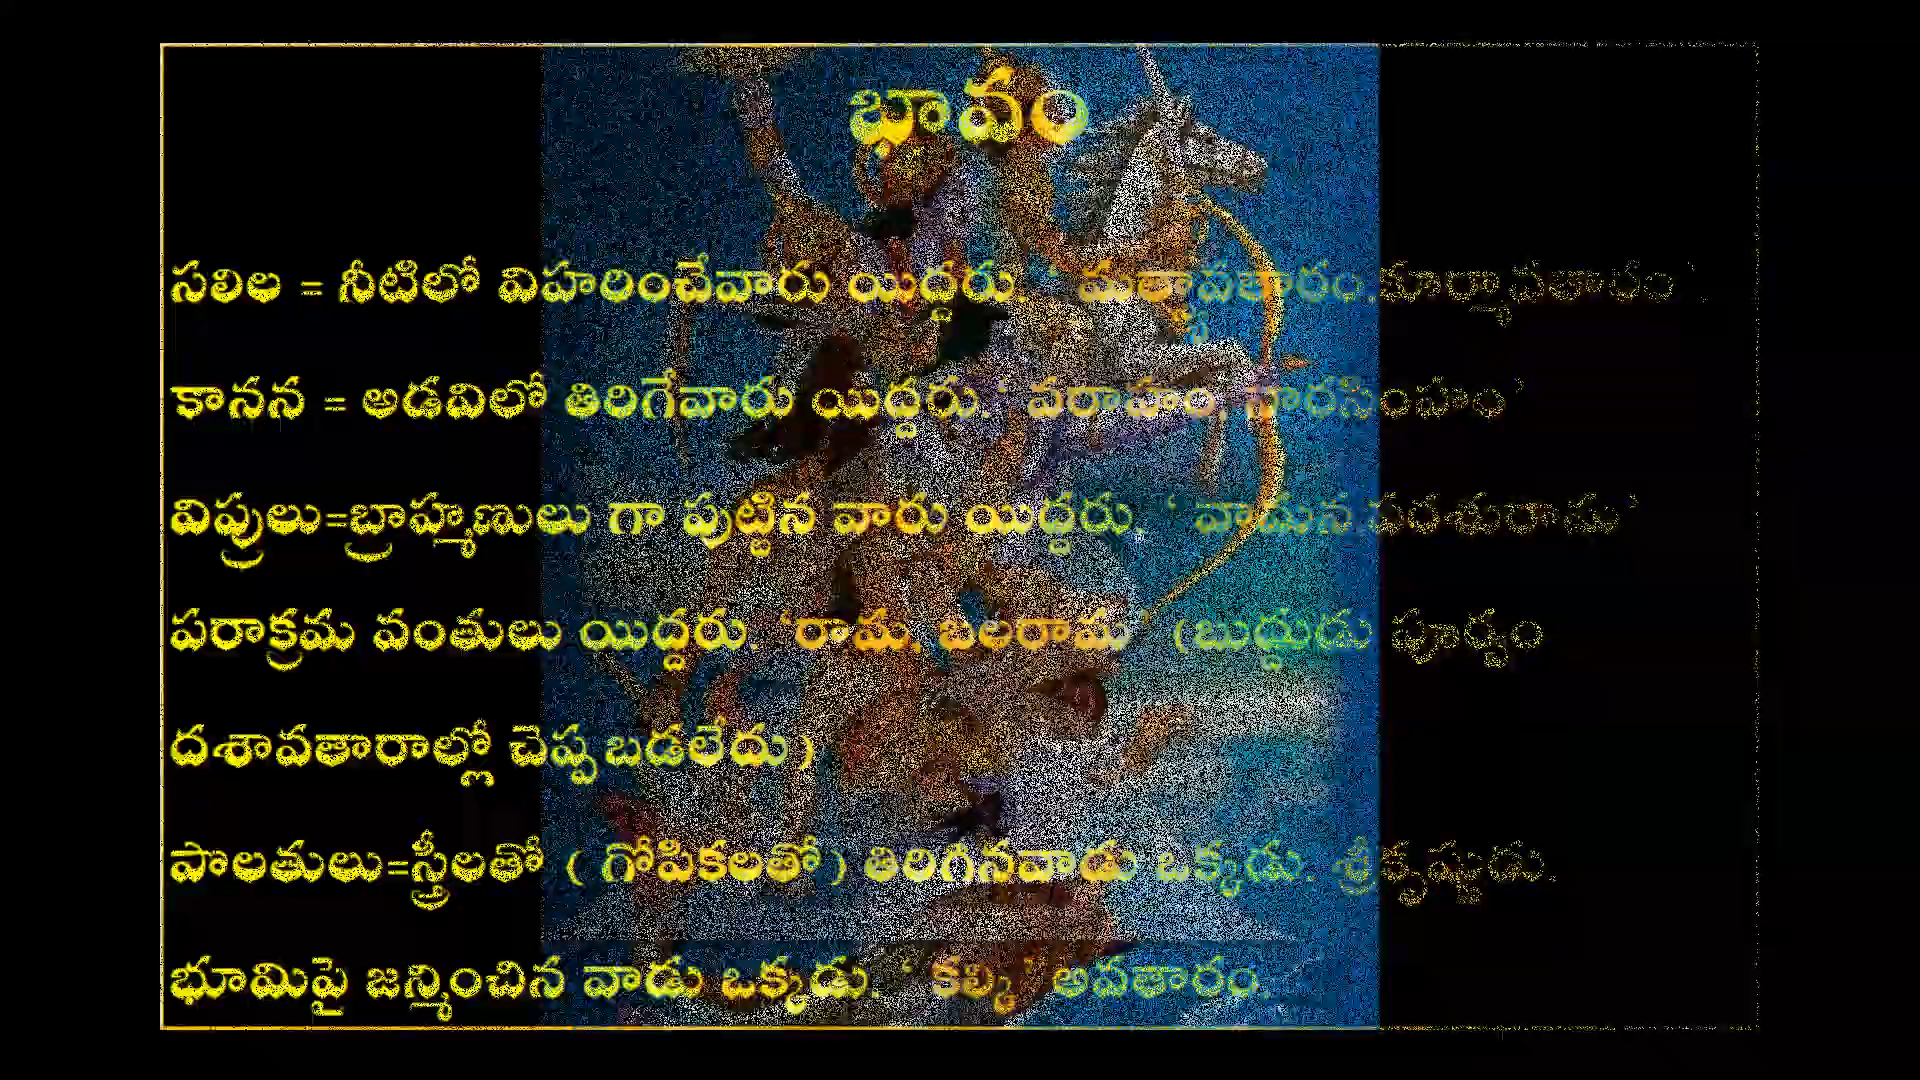 భావం
సలిల = నీటిలో విహరించేవారు యిద్దరు. ‘ మత్స్యావతారం,కూర్మావతారం ’.
కానన = అడవిలో తిరిగేవారు యిద్దరు.‘ వరాహం, నారసింహం’
విప్రులు=బ్రాహ్మణులు గా పుట్టిన వారు యిద్దరు. ‘ వామన,పరశురామ’
పరాక్రమ వంతులు యిద్దరు. ‘రామ, బలరామ ’ (బుద్ధుడు పూర్వం
దశావతారాల్లో చెప్పబడలేదు)
పొలతులు=స్త్రీలతో ( గోపికలతో) తిరిగినవాడు ఒక్కడు. శ్రీకృష్ణుడు.
భూమిపై జన్మించిన వాడు ఒక్కడు. ‘ కల్కి’ అవతారం.